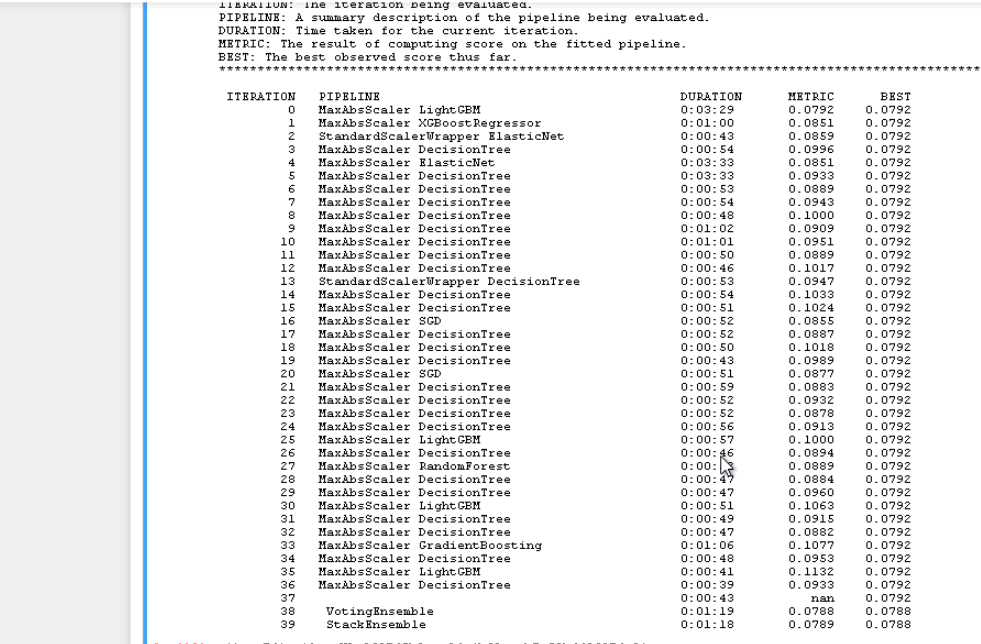 ITERATION: The iteration being evaluated.
PIPELINE: A summary description of the pipeline being evaluated.
DURATION: Time taken for the current iteration.
METRIC: The result of computing score on the fitted pipeline.
BEST: The best observed score thus far.
****************************************************************************************************
ITERATION PIPELINE DURATION METRIC BEST
0 MaxAbsScaler LightGBM 0:03:29 0.0792 0.0792
1 MaxAbsScaler XGBoostRegressor 0:01:00 0.0851 0.0792
2 StandardScalerWrapper ElasticNet 0:00:43 0.0859 0.0792
3 MaxAbsScaler DecisionTree 0:00:54 0.0996 0.0792
4 MaxAbsScaler ElasticNet 0:03:33 0.0851 0.0792
5 MaxAbsScaler DecisionTree 0:03:33 0.0933 0.0792
6 MaxAbsScaler DecisionTree 0:00:53 0.0889 0.0792
7 MaxAbsScaler DecisionTree 0:00:54 0.0943 0.0792
8 MaxAbsScaler DecisionTree 0:00:48 0.1000 0.0792
9 MaxAbsScaler DecisionTree 0:01:02 0.0909 0.0792
10 MaxAbsScaler DecisionTree 0:01:01 0.0951 0.0792
11 MaxAbsScaler DecisionTree 0:00:50 0.0889 0.0792
12 MaxAbsScaler DecisionTree 0:00:46 0.1017 0.0792
13 StandardScalerWrapper DecisionTree 0:00:53 0.0947 0.0792
14 MaxAbsScaler DecisionTree 0:00:54 0.1033 0.0792
15 MaxAbsScaler DecisionTree 0:00:51 0.1024 0.0792
16 MaxAbsScaler SGD 0:00:52 0.0855 0.0792
17 MaxAbsScaler DecisionTree 0:00:52 0.0887 0.0792
18 MaxAbsScaler DecisionTree 0:00:50 0.1018 0.0792
19 MaxAbsScaler DecisionTree 0:00:43 0.0989 0.0792
20 MaxAbsScaler SGD 0:00:51 0.0877 0.0792
21 MaxAbsScaler DecisionTree 0:00:59 0.0883 0.0792
22 MaxAbsScaler DecisionTree 0:00:52 0.0932 0.0792
23 MaxAbsScaler DecisionTree 0:00:52 0.0878 0.0792
24 MaxAbsScaler DecisionTree 0:00:56 0.0913 0.0792
25 MaxAbsScaler LightGBM 0:00:57 0.1000 0.0792
26 MaxAbsScaler DecisionTree 0:00:46 0.0894 0.0792
27 MaxAbsScaler RandomForest 0.0889 0.0792
28 MaxAbsScaler DecisionTree 0:00:47 0.0884 0.0792
29 MaxAbsScaler DecisionTree 0:00:47 0.0960 0.0792
30 MaxAbsScaler LightGBM 0:00:51 0.1063 0.0792
31 MaxAbsScaler DecisionTree 0:00:49 0.0915 0.0792
32 MaxAbsScaler DecisionTree 0:00:47 0.0882 0.0792
33 MaxAbsScaler GradientBoosting 0:01:06 0.1077 0.0792
34 MaxAbsScaler DecisionTree 0:00:48 0.0953 0.0792
35 MaxAbsScaler LightGBM 0:00:41 0.1132 0.0792
36 MaxAbsScaler DecisionTree 0:00:39 0.0933 0.0792
37 0:00:43 nan 0.0792
38 VotingEnsemble 0:01:19 0.0788 0.0788
39 StackEnsemble 0:01:18 0.0789 0.0788